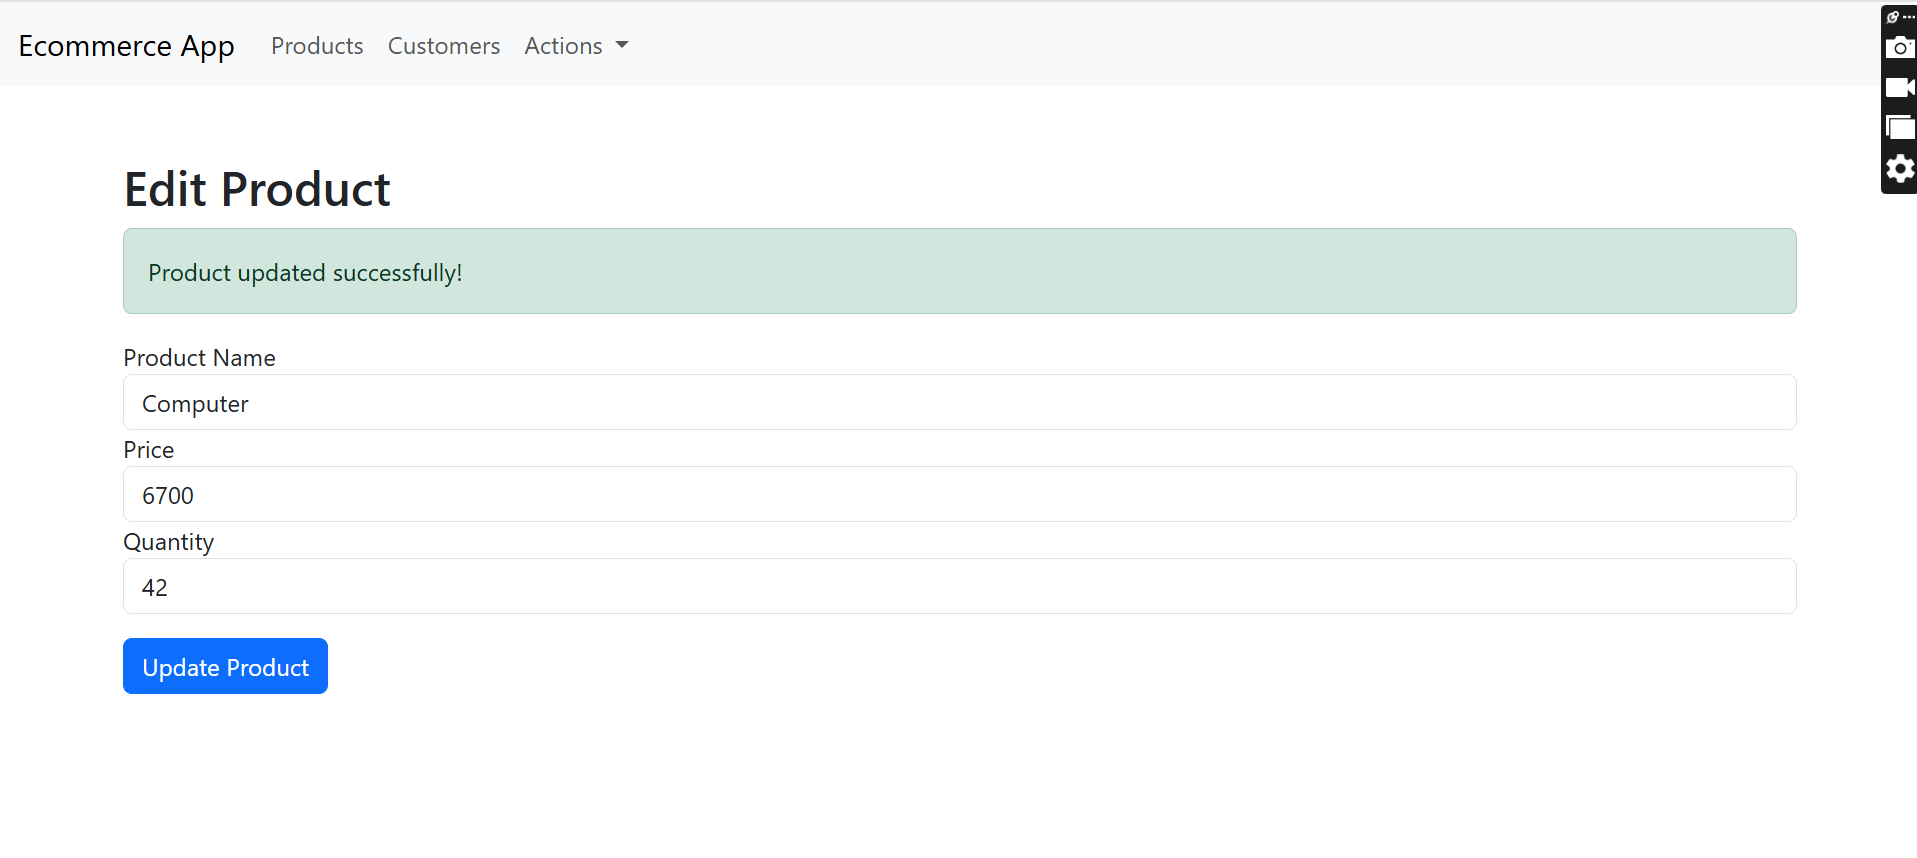 Ecommerce App Products Customers Actions
Edit Product
Product updated successfully!
Product Name
Computer
Price
6700
Quantity
42
Update Product